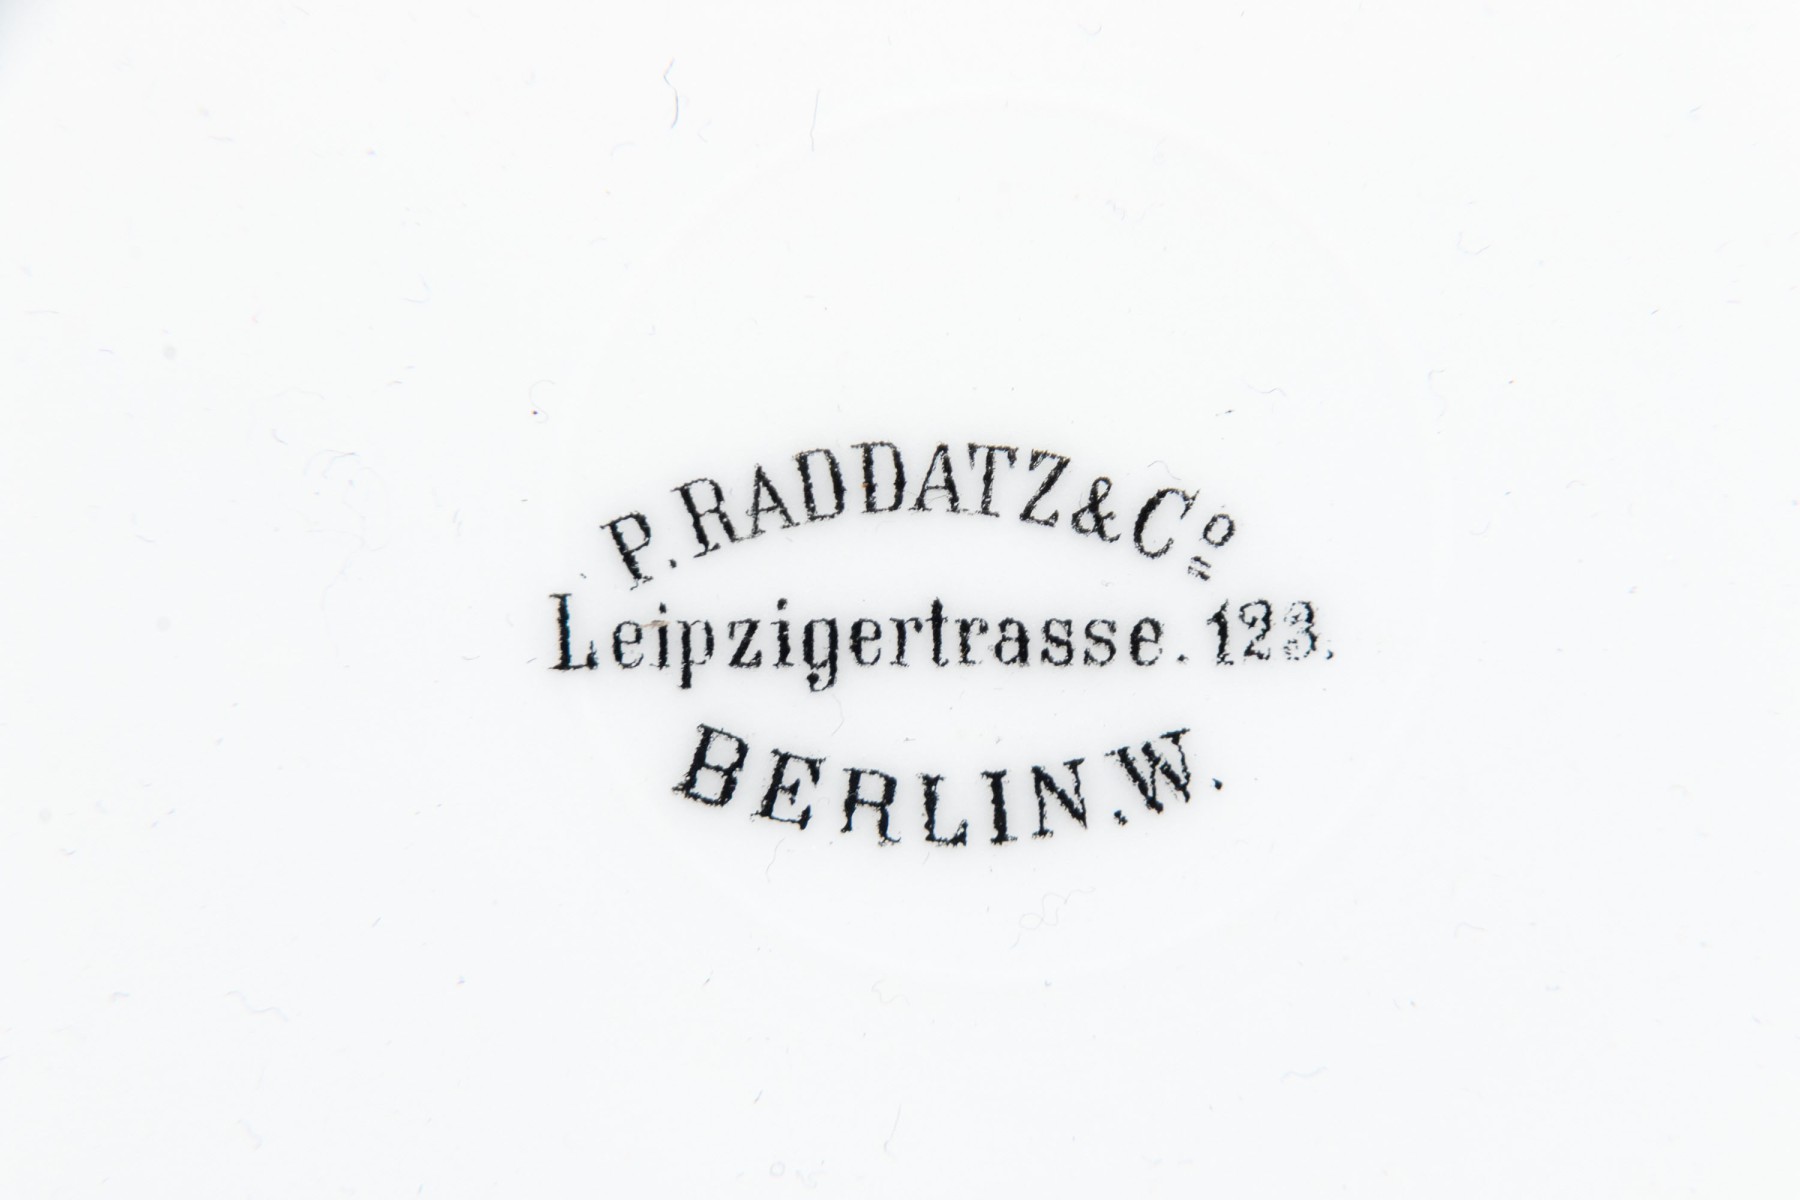 P. RADDATZ & Co
Leipzigertrasse. 123.
BERLIN. W.